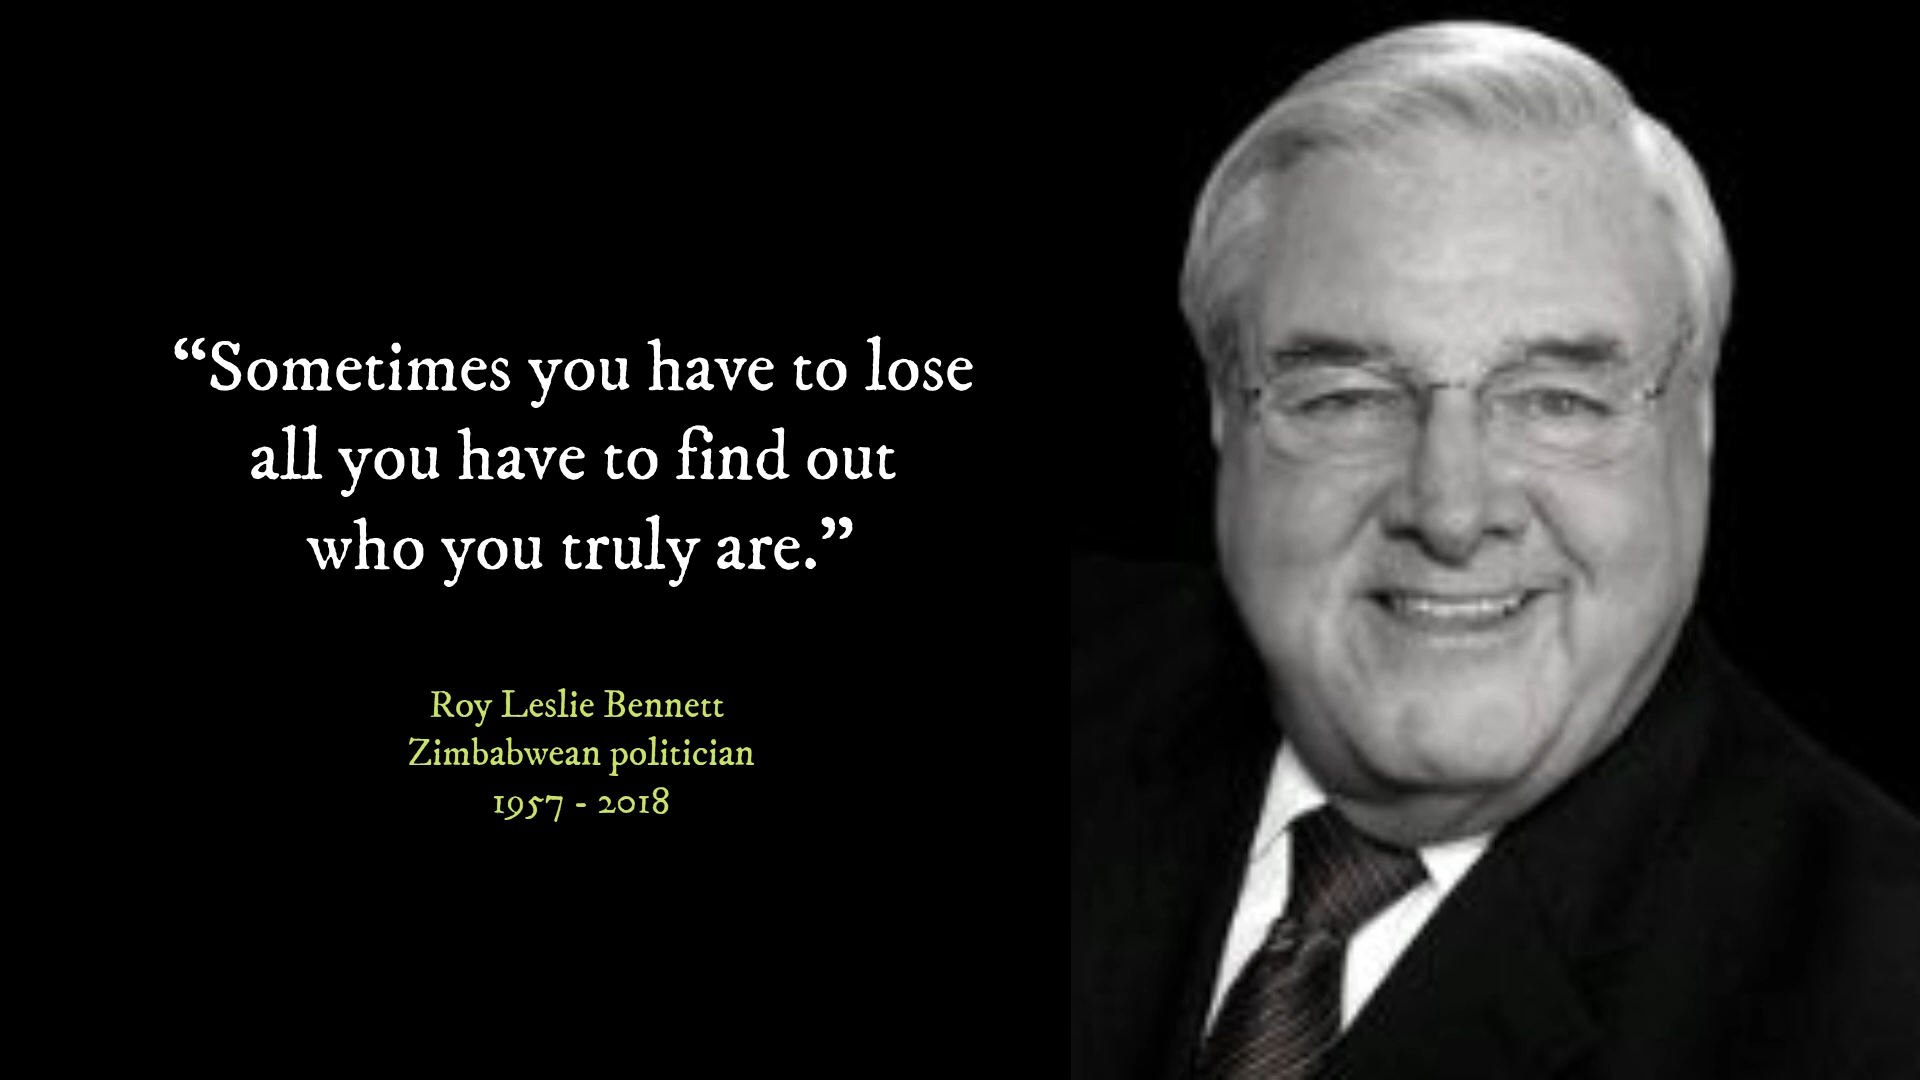 “Sometimes you have to lose
all you have to find out
who you truly are.”
Roy Leslie Bennett
Zimbabwean politician
1957 - 2018